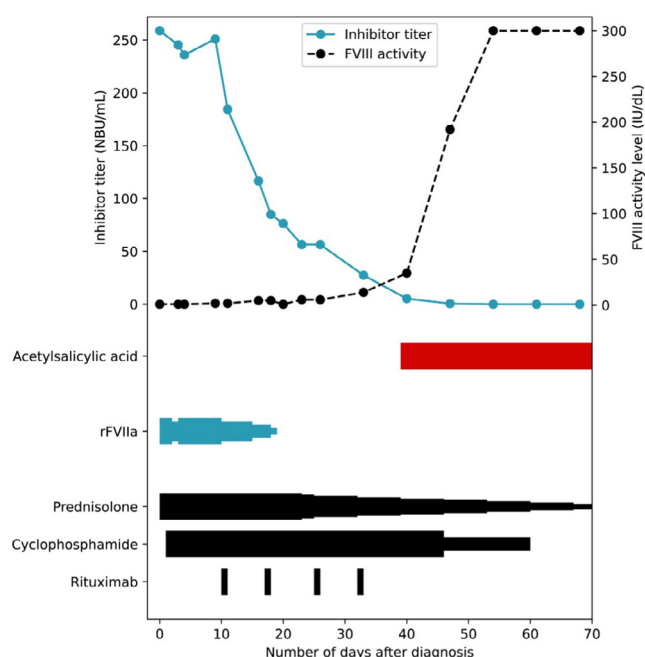 Inhibitor titer
FVIII activity
Inhibitor titer (NBU/mL)
250
200
150
100
50
0
FVIII activity level (IU/dL)
300
250
200
150
100
50
0
Acetylsalicylic acid
rFVIIa
Prednisolone
Cyclophosphamide
Rituximab
0 10 20 30 40 50 60 70
Number of days after diagnosis